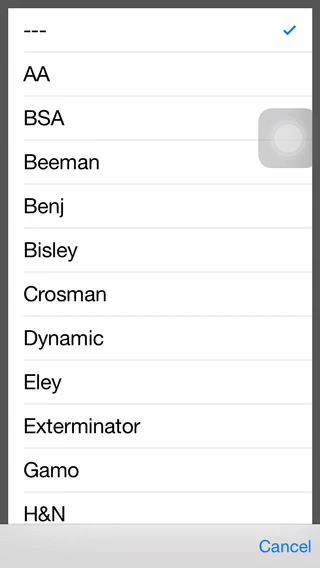 ---
AA
BSA
Beeman
Benj
Bisley
Crosman
Dynamic
Eley
Exterminator
Gamo
H&N
Cancel